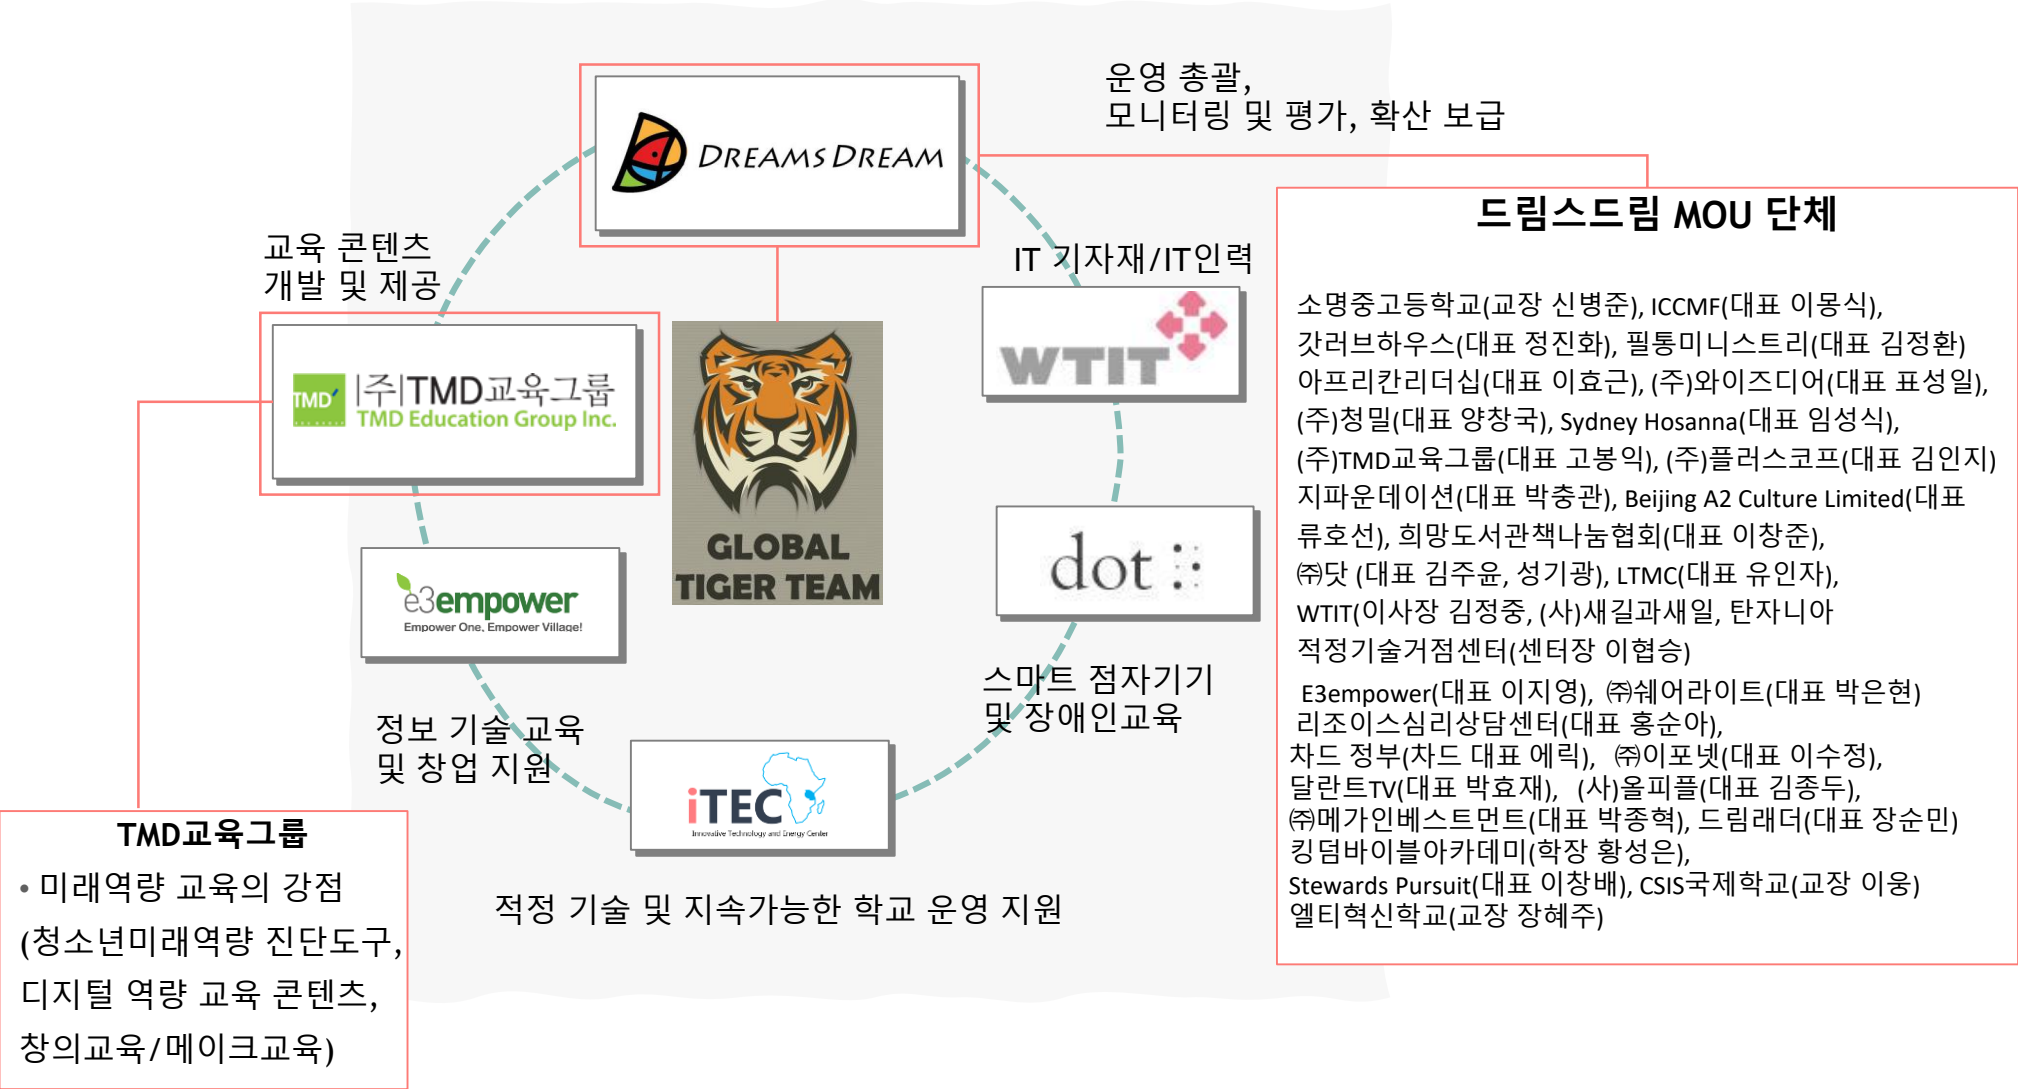 운영 총괄,
모니터링 및 평가, 확산 보급
DREAMSDREAM
교육 콘텐츠
개발 및 제공
IT 기자재/IT인력
WTIT
TMD
|주|TMD교육그룹
TMD Education Group Inc.
GLOBAL
TIGER TEAM
dot
e3empower
Empower One, Empower Village!
스마트 점자기기
및 장애인교육
정보 기술 교육
및 창업 지원
iTEC
Innovative Technology and Energy Center
적정 기술 및 지속가능한 학교 운영 지원
TMD교육그룹
• 미래역량 교육의 강점
(청소년미래역량 진단도구,
디지털 역량 교육 콘텐츠,
창의교육/메이크교육)
드림스드림 MOU 단체
소명중고등학교(교장 신병준), ICCMF(대표 이몽식),
갓러브하우스(대표 정진화), 필통미니스트리(대표 김정환)
아프리칸리더십(대표 이효근), (주)와이즈디어(대표 표성일),
(주)청밀(대표 양창국), Sydney Hosanna(대표 임성식),
(주)TMD교육그룹(대표 고봉익), (주)플러스코프(대표 김인지)
지파운데이션(대표 박충관), Beijing A2 Culture Limited(대표
류호선), 희망도서관책나눔협회(대표 이창준),
㈜닷 (대표 김주윤, 성기광), LTMC(대표 유인자),
WTIT(이사장 김정중, (사)새길과새일, 탄자니아
적정기술거점센터(센터장 이협승)
E3empower(대표 이지영), ㈜쉐어라이트(대표 박은현)
리조이스심리상담센터(대표 홍순아),
차드 정부(차드 대표 에릭), ㈜이포넷(대표 이수정),
달란트TV(대표 박효재), (사)올피플(대표 김종두),
㈜메가인베스트먼트(대표 박종혁), 드림래더(대표 장순민)
킹덤바이블아카데미(학장 황성은),
Stewards Pursuit(대표 이창배), CSIS국제학교(교장 이웅)
엘티혁신학교(교장 장혜주)